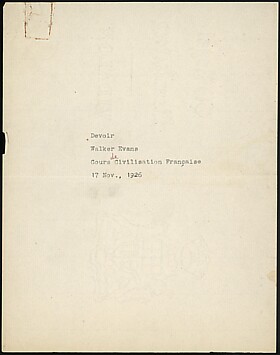 Devoir
Walker Evans
de
Cours Civilisation Française
17 Nov., 1926